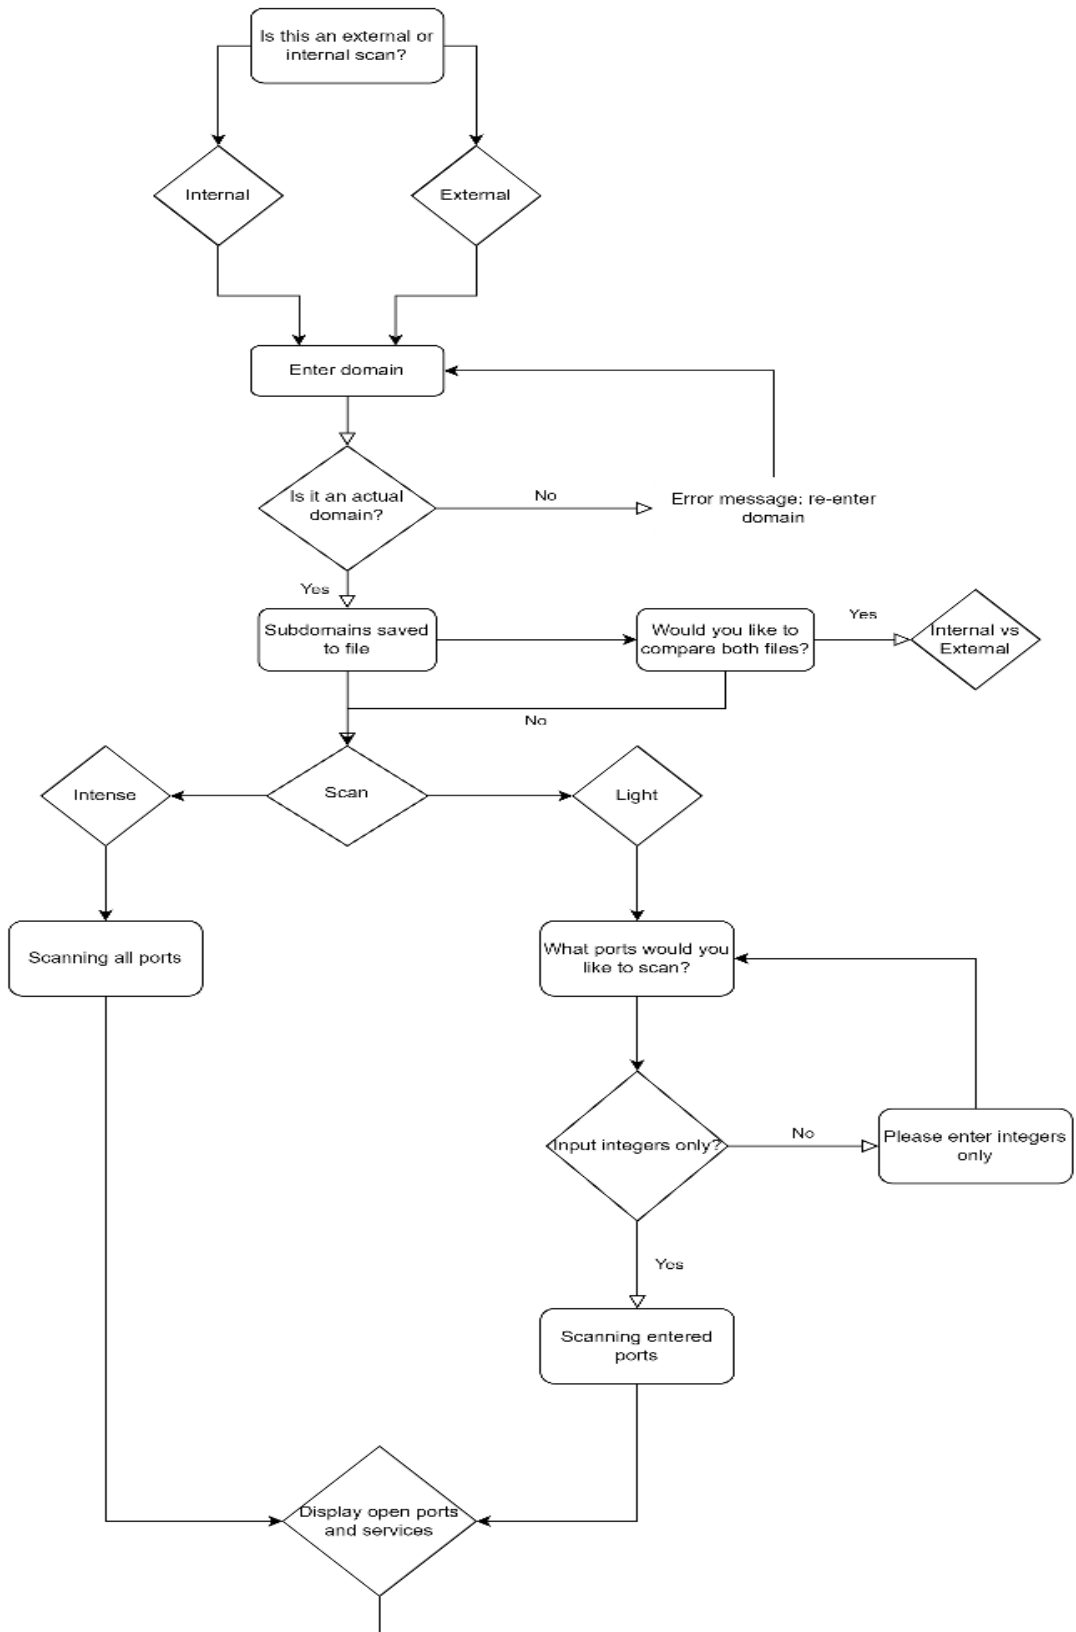 Is this an external or
internal scan?
Internal
External
Enter domain
Is it an actual
domain?
No
Error message: re-enter
domain
Yes
Subdomains saved
to file
Would you like to
compare both files?
Yes
Internal vs
External
No
Intense
Scan
Light
Scanning all ports
What ports would you
like to scan?
Input integers only?
No
Please enter integers
only
Yes
Scanning entered
ports
Display open ports
and services